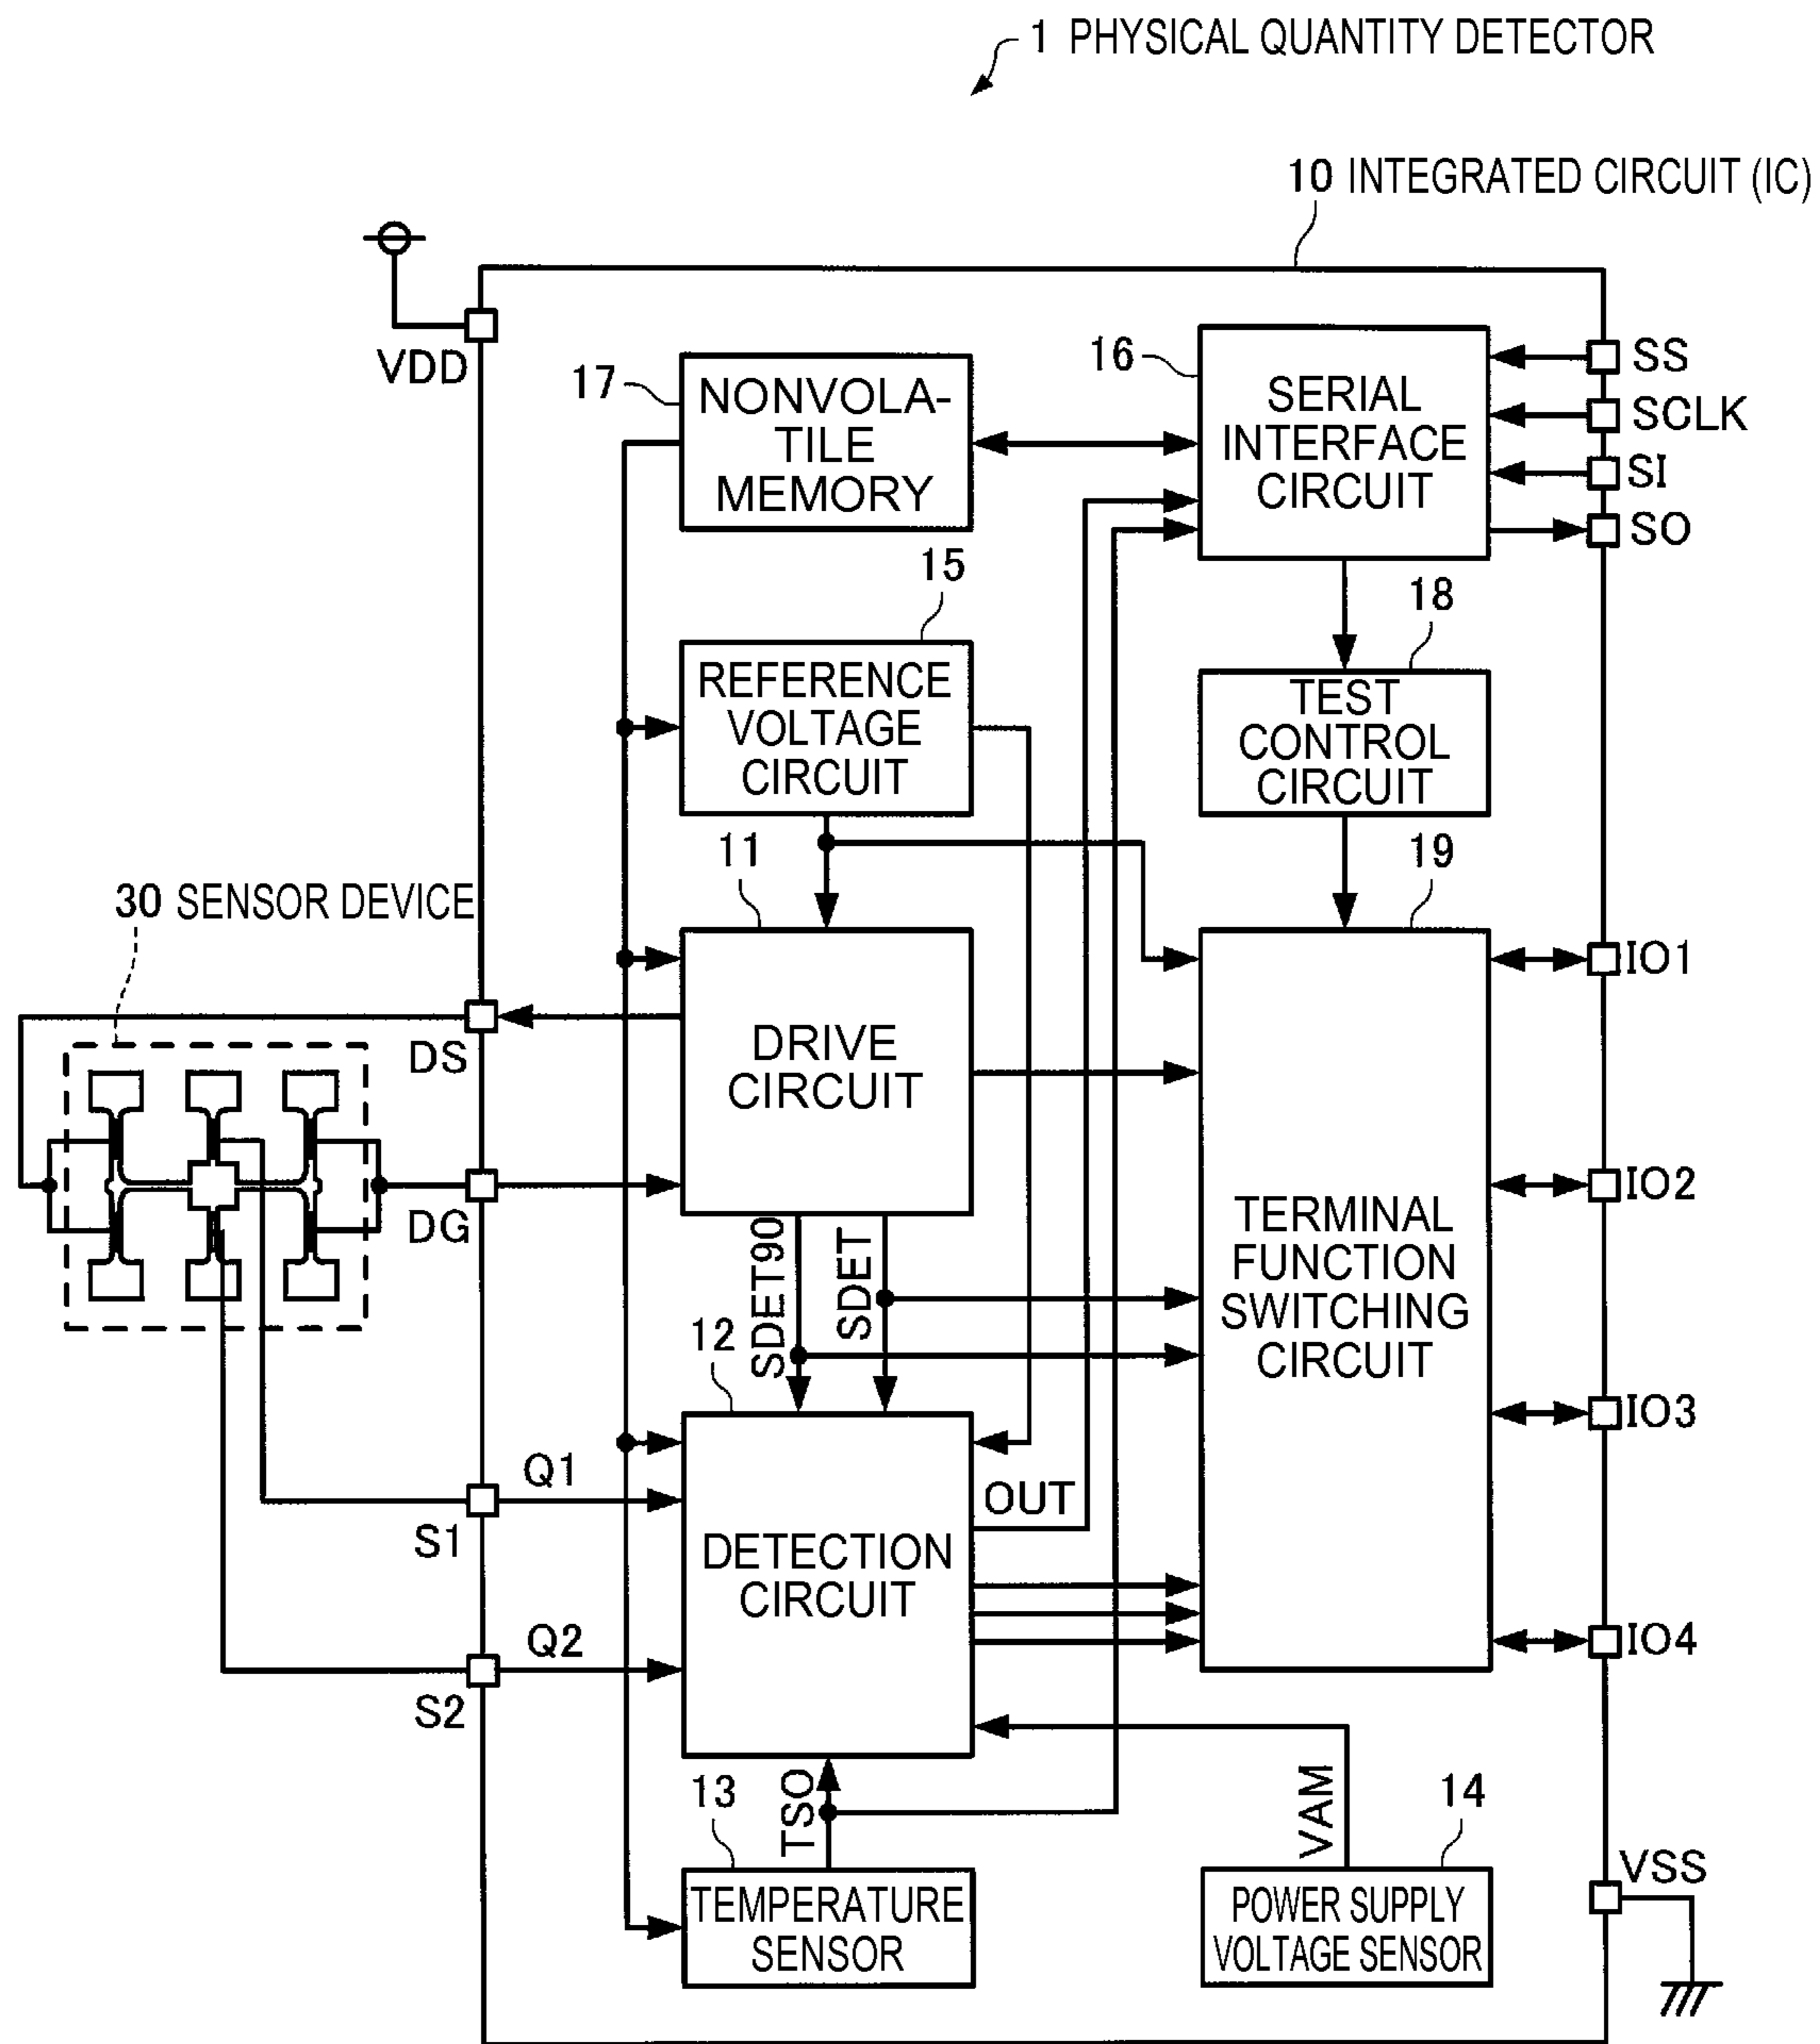 1 PHYSICAL QUANTITY DETECTOR
10 INTEGRATED CIRCUIT (IC)
VDD
17
NONVOLA-
TILE
MEMORY
16
SERIAL
INTERFACE
CIRCUIT
SS
SCLK
SI
SO
15
REFERENCE
VOLTAGE
CIRCUIT
18
TEST
CONTROL
CIRCUIT
11
19
30 SENSOR DEVICE
DS
DRIVE
CIRCUIT
DG
SDET90
SDET
TERMINAL
FUNCTION
SWITCHING
CIRCUIT
IO1
IO2
IO3
IO4
12
Q1
S1
Q2
S2
DETECTION
CIRCUIT
OUT
13
TSO
TEMPERATURE
SENSOR
VAM
14
POWER SUPPLY
VOLTAGE SENSOR
VSS